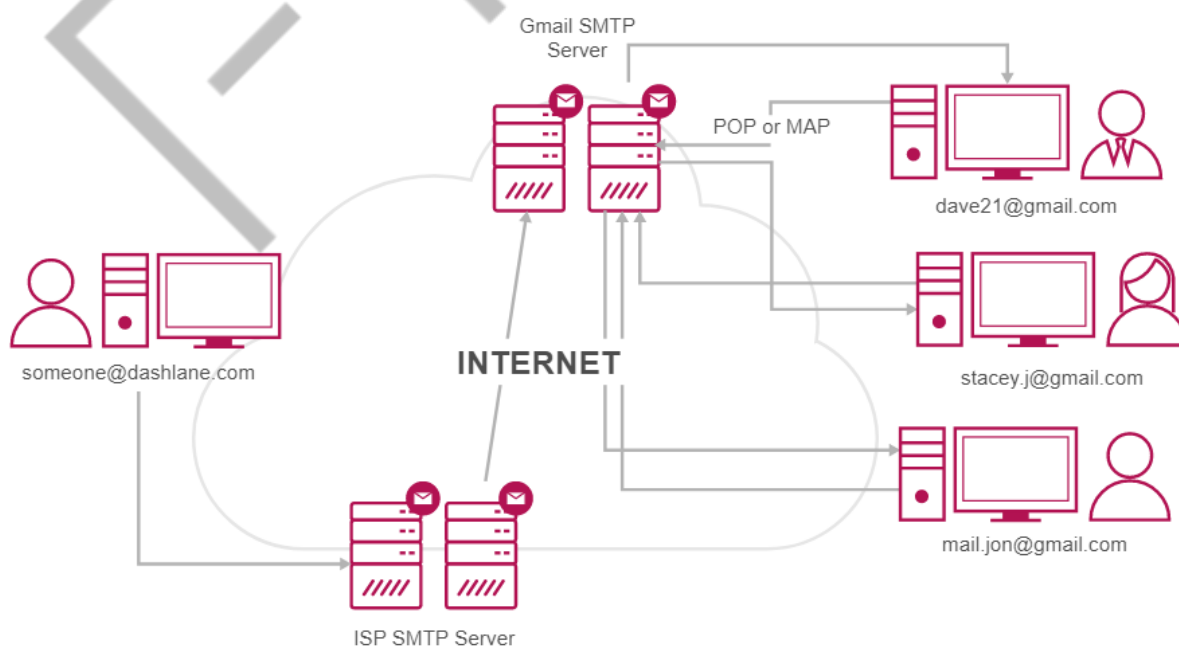 Gmail SMTP
Server
POP or MAP
dave21@gmail.com
someone@dashlane.com
INTERNET
stacey.j@gmail.com
mail.jon@gmail.com
ISP SMTP Server